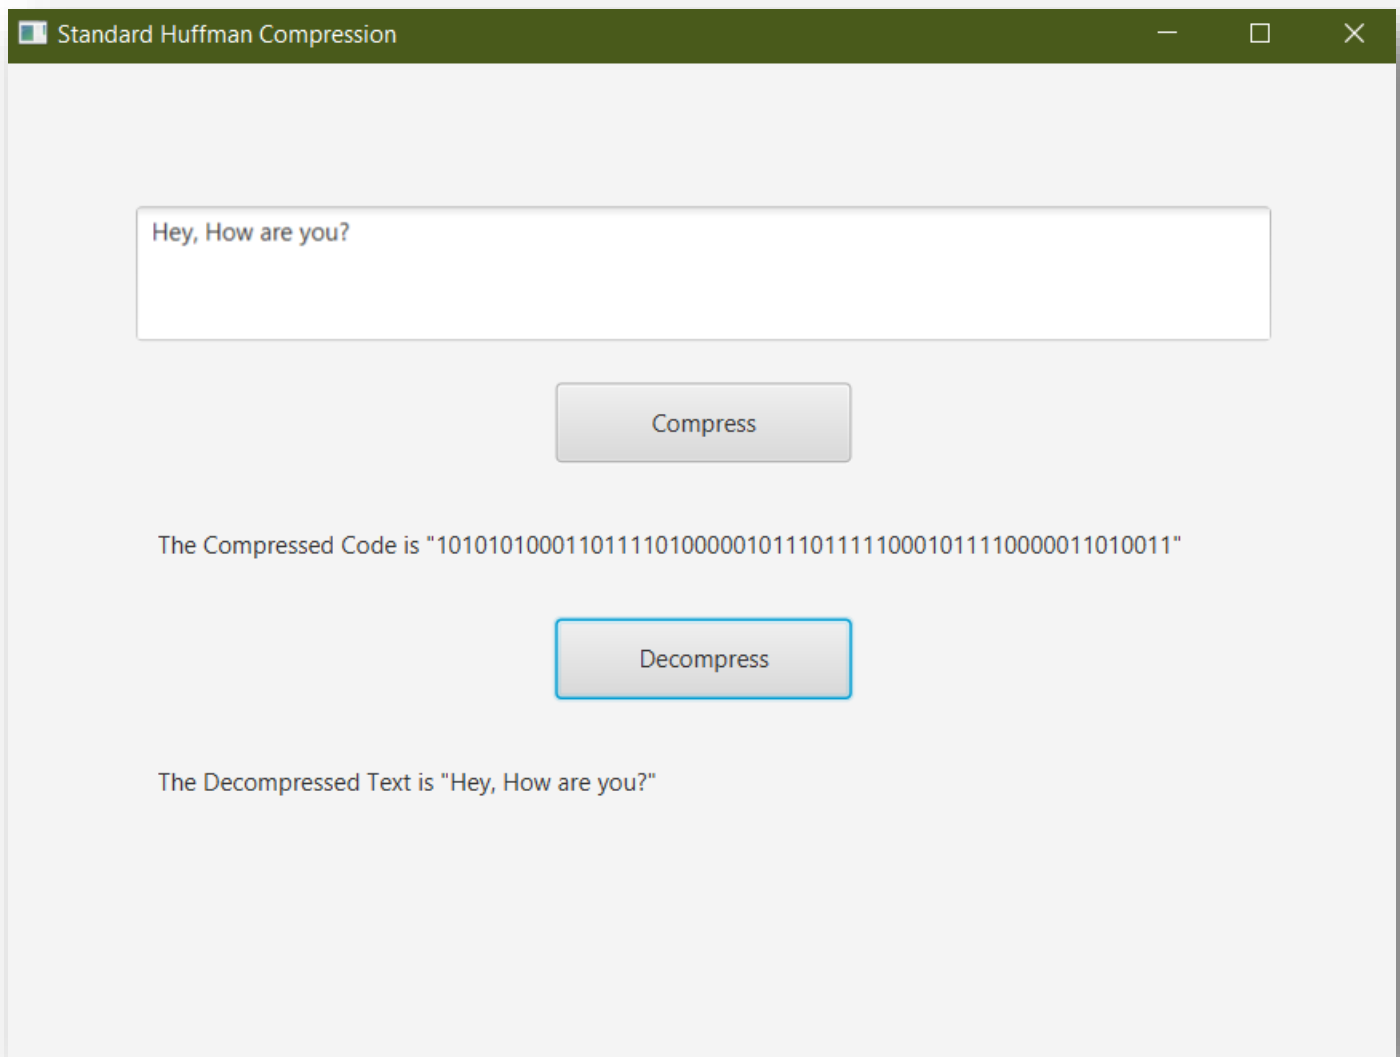 Standard Huffman Compression
Hey, How are you?
Compress
The Compressed Code is "101010100011011110100000101110111110001011110000011010011"
Decompress
The Decompressed Text is "Hey, How are you?"